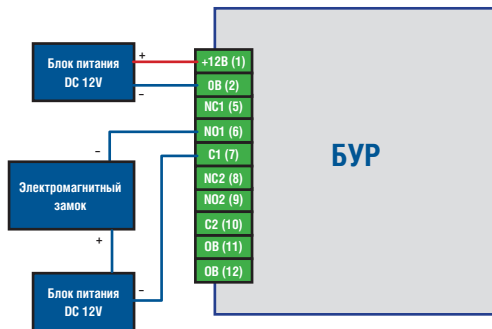 Блок питания
DC 12V
+
–
+12В (1)
0В (2)
NC1 (5)
NO1 (6)
C1 (7)
NC2 (8)
NO2 (9)
C2 (10)
0В (11)
0В (12)
БУР
–
Электромагнитный
замок
+
Блок питания
DC 12V
–